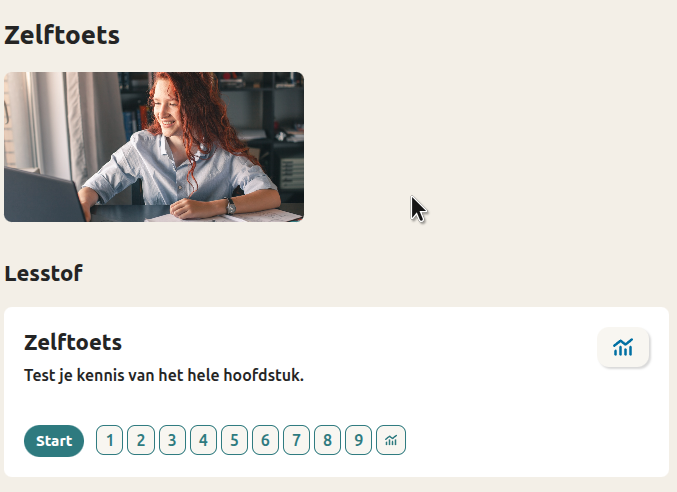 Zelftoets
Lesstof
Zelftoets
Test je kennis van het hele hoofdstuk.
Start 1 2 3 4 5 6 7 8 9